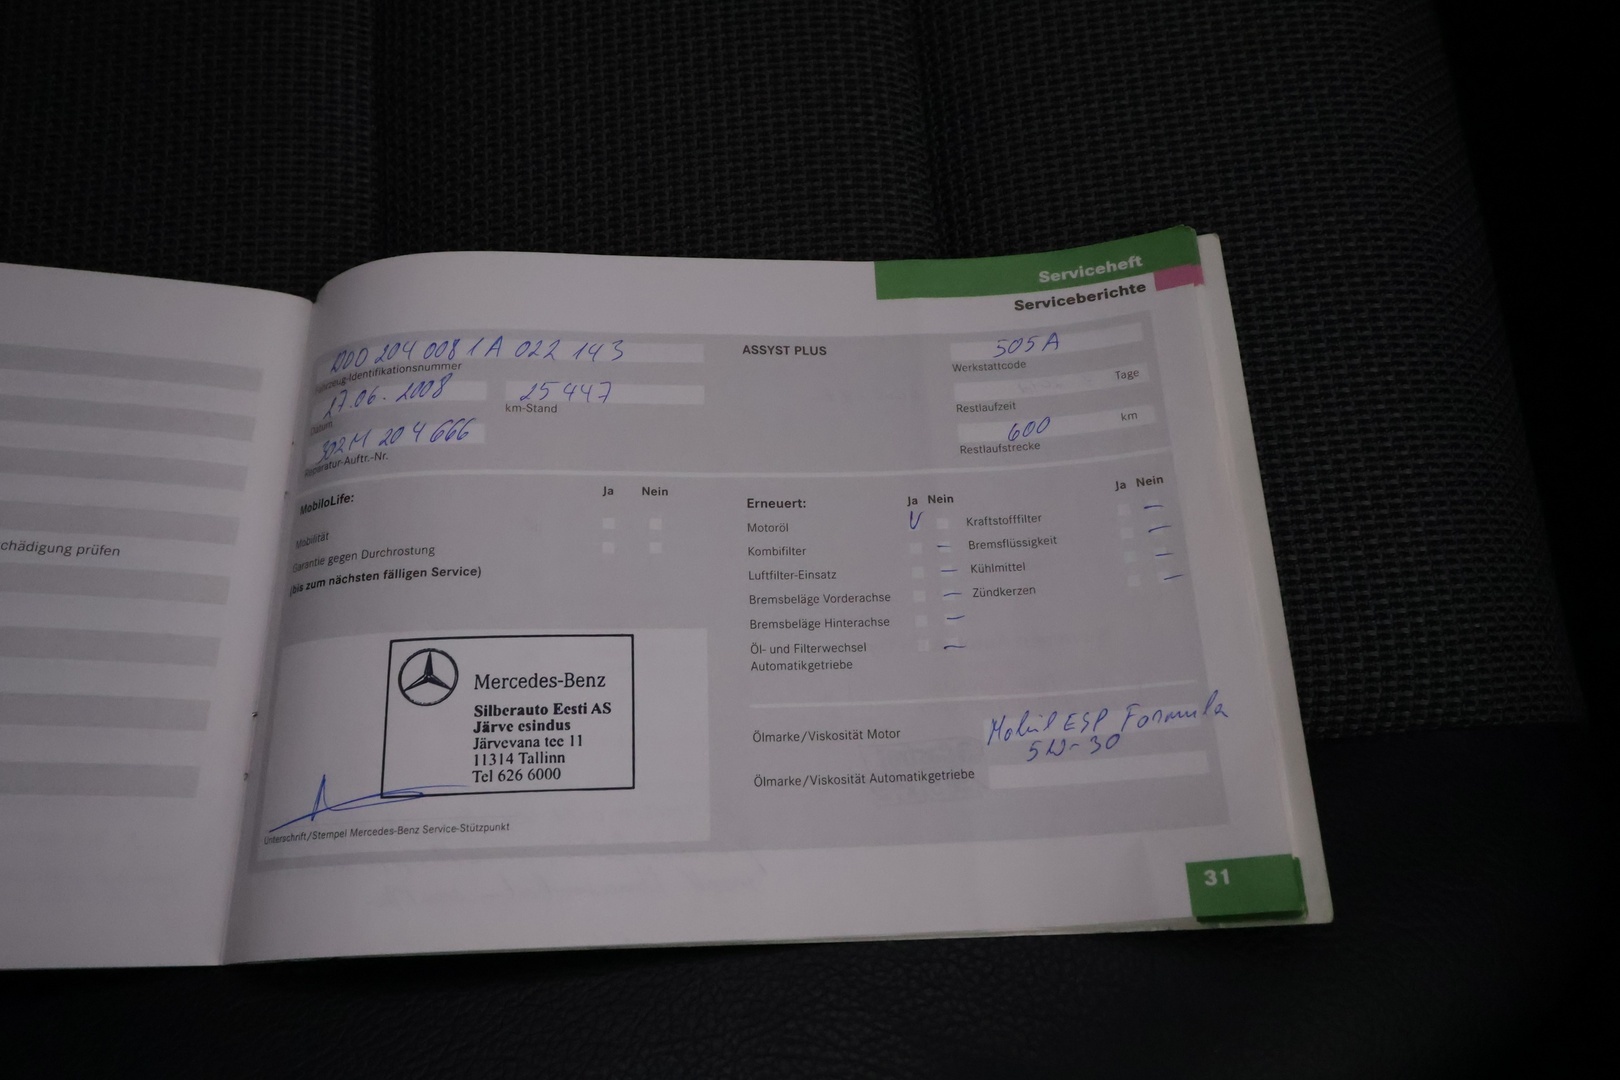 chädigung prüfen
Serviceheft
Serviceberichte
WDD 204 008 1A 022 143
Fahrzeug-Identifikationsnummer
ASSYST PLUS
505A
Werkstattcode
27.06.2008
Datum
25 447
km-Stand
Tage
Restlaufzeit
302M 204 666
Reparatur-Auftr.-Nr.
600 km
Restlaufstrecke
MobiloLife: Ja Nein
Mobilität
Garantie gegen Durchrostung
(bis zum nächsten fälligen Service)
Erneuert: Ja Nein Ja Nein
Motoröl V Kraftstofffilter —
Kombifilter — Bremsflüssigkeit —
Luftfilter-Einsatz — Kühlmittel —
Bremsbeläge Vorderachse — Zündkerzen —
Bremsbeläge Hinterachse —
Öl- und Filterwechsel —
Automatikgetriebe
Mercedes-Benz
Silberauto Eesti AS
Järve esindus
Järvevana tee 11
11314 Tallinn
Tel 626 6000
Unterschrift/Stempel Mercedes-Benz Service-Stützpunkt
Ölmarke/Viskosität Motor
Mobil ESP Formula
5W-30
Ölmarke/Viskosität Automatikgetriebe
31